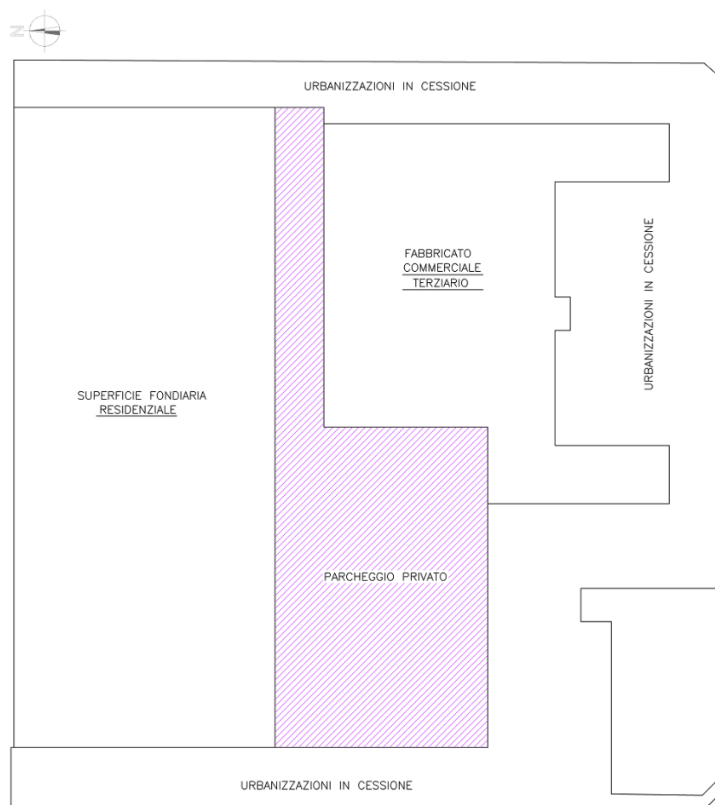 N
URBANIZZAZIONI IN CESSIONE
FABBRICATO
COMMERCIALE
TERZIARIO
URBANIZZAZIONI IN CESSIONE
SUPERFICIE FONDIARIA
RESIDENZIALE
PARCHEGGIO PRIVATO
URBANIZZAZIONI IN CESSIONE